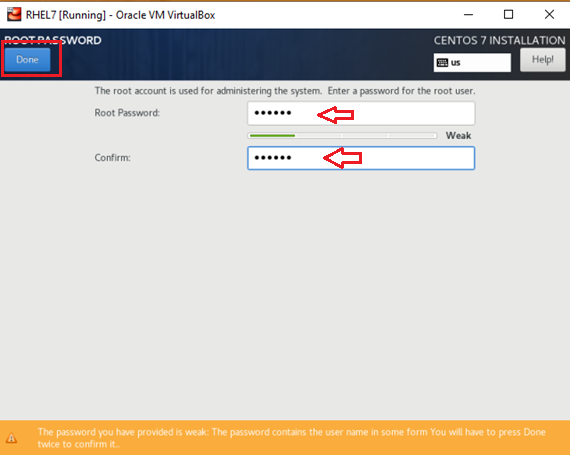 RHEL7 [Running] - Oracle VM VirtualBox
ROOT PASSWORD
CENTOS 7 INSTALLATION
Done
us
Help!
The root account is used for administering the system. Enter a password for the root user.
Root Password:
••••••
Weak
Confirm:
••••••
The password you have provided is weak: The password contains the user name in some form You will have to press Done
twice to confirm it..